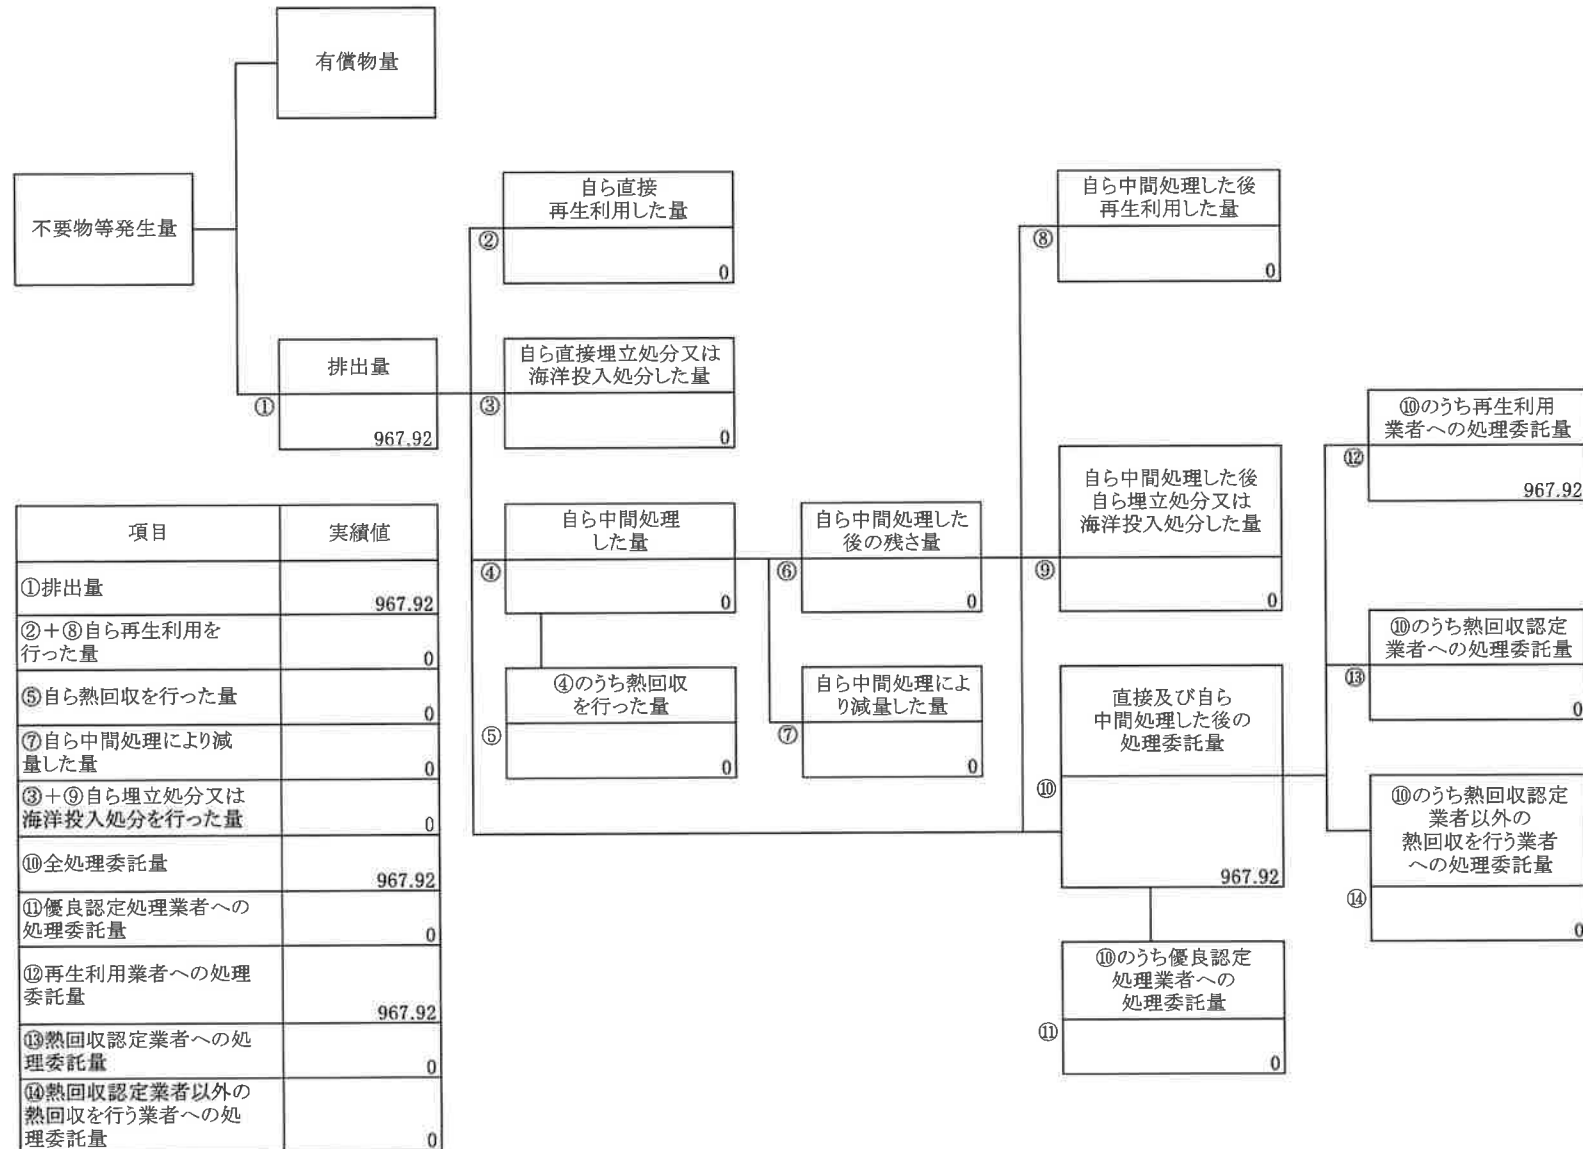 有償物量
不要物等発生量
排出量
①
967.92
自ら直接
再生利用した量
②
0
自ら直接埋立処分又は
海洋投入処分した量
③
0
自ら中間処理
した量
④
0
④のうち熱回収
を行った量
⑤
0
自ら中間処理した
後の残さ量
⑥
0
自ら中間処理によ
り減量した量
⑦
0
自ら中間処理した後
再生利用した量
⑧
0
自ら中間処理した後
自ら埋立処分又は
海洋投入処分した量
⑨
0
直接及び自ら
中間処理した後の
処理委託量
⑩
967.92
⑩のうち優良認定
処理業者への
処理委託量
⑪
0
⑩のうち再生利用
業者への処理委託量
⑫
967.92
⑩のうち熱回収認定
業者への処理委託量
⑬
0
⑩のうち熱回収認定
業者以外の
熱回収を行う業者
への処理委託量
⑭
0
項目 実績値
①排出量
967.92
②+⑧自ら再生利用を
行った量 0
⑤自ら熱回収を行った量
0
⑦自ら中間処理により減
量した量 0
③+⑨自ら埋立処分又は
海洋投入処分を行った量 0
⑩全処理委託量
967.92
⑪優良認定処理業者への
処理委託量 0
⑫再生利用業者への処理
委託量
967.92
⑬熱回収認定業者への処
理委託量 0
⑭熱回収認定業者以外の
熱回収を行う業者への処
理委託量 0